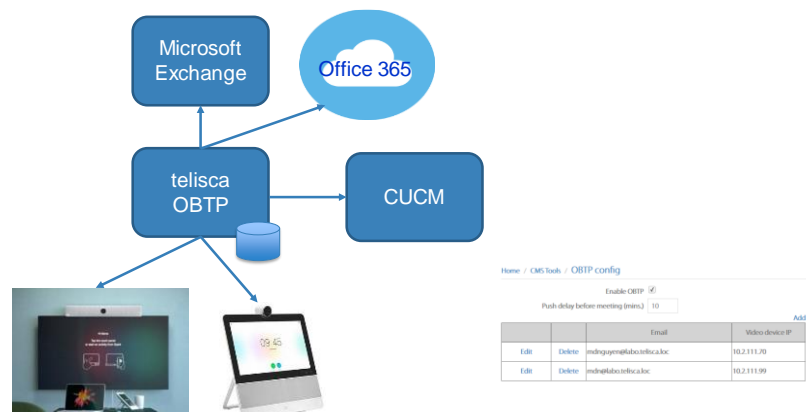 Microsoft
Exchange
Office 365
telisca
OBTP
CUCM
09:45
Home / CMS Tools / OBTP config
Enable OBTP
Push delay before meeting (mins.) 10
Add
Email Video device IP
Edit Delete mdnguyen@labo.telisca.loc 10.2.111.70
Edit Delete mdn@labo.telisca.loc 10.2.111.99